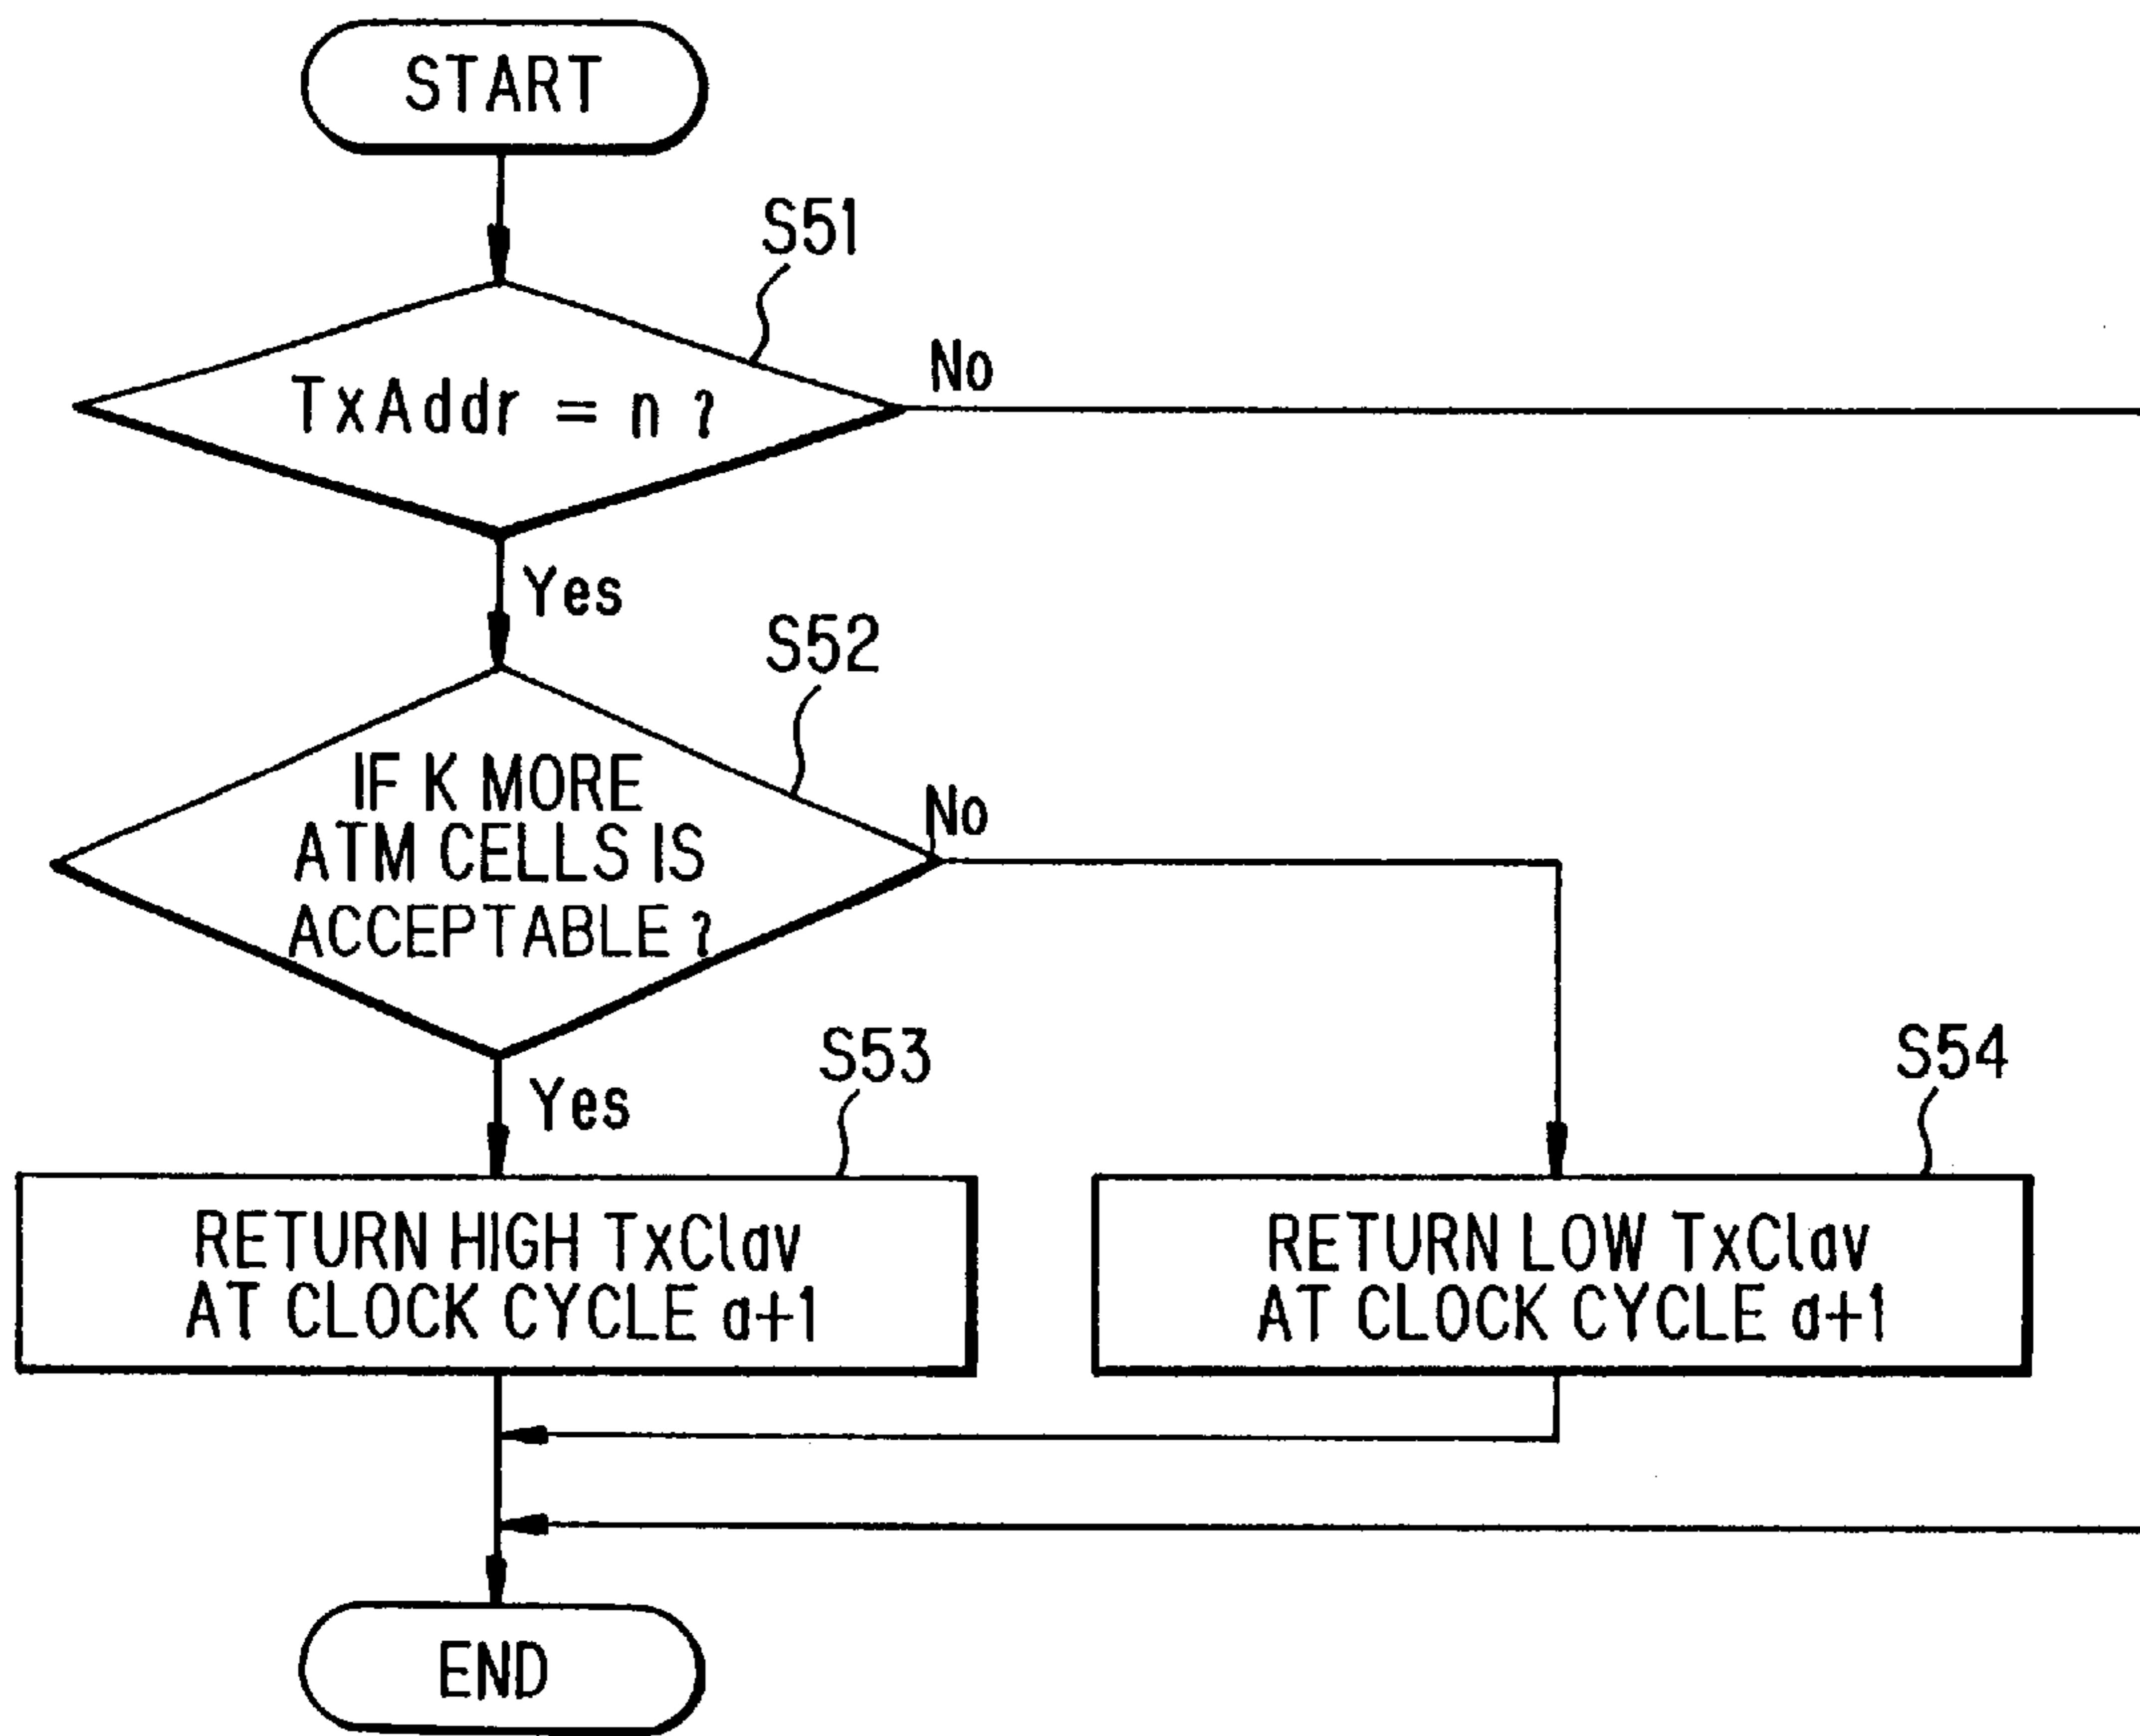 START
S51
TxAddr = n ?
No
Yes
S52
IF K MORE
ATM CELLS IS
ACCEPTABLE ?
No
Yes
S53
RETURN HIGH TxClav
AT CLOCK CYCLE a+1
S54
RETURN LOW TxClav
AT CLOCK CYCLE a+1
END